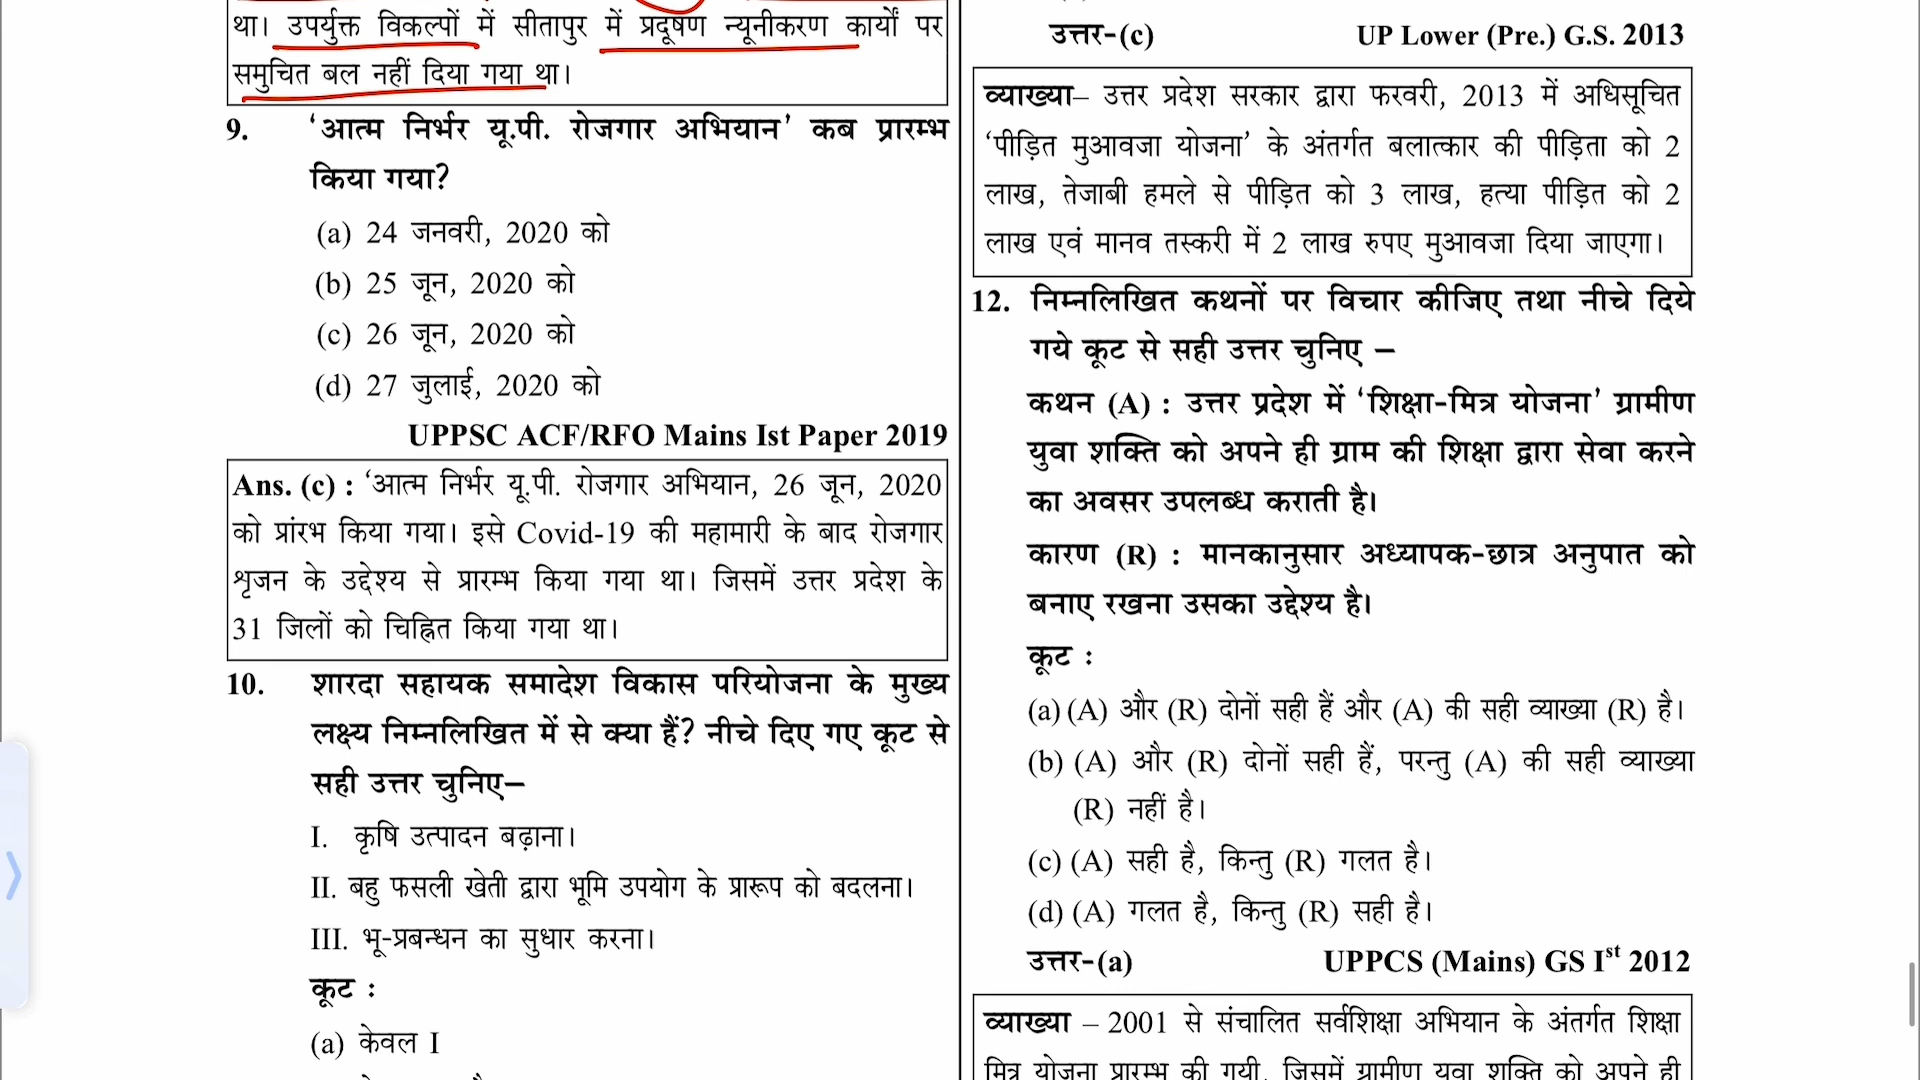 था। उपर्युक्त विकल्पों में सीतापुर में प्रदूषण न्यूनीकरण कार्यों पर
समुचित बल नहीं दिया गया था।
9. ‘आत्म निर्भर यू.पी. रोजगार अभियान’ कब प्रारम्भ
किया गया?
(a) 24 जनवरी, 2020 को
(b) 25 जून, 2020 को
(c) 26 जून, 2020 को
(d) 27 जुलाई, 2020 को
UPPSC ACF/RFO Mains Ist Paper 2019
Ans. (c) : ‘आत्म निर्भर यू.पी. रोजगार अभियान, 26 जून, 2020
को प्रांरभ किया गया। इसे Covid-19 की महामारी के बाद रोजगार
शृजन के उद्देश्य से प्रारम्भ किया गया था। जिसमें उत्तर प्रदेश के
31 जिलों को चिह्नित किया गया था।
10. शारदा सहायक समादेश विकास परियोजना के मुख्य
लक्ष्य निम्नलिखित में से क्या हैं? नीचे दिए गए कूट से
सही उत्तर चुनिए–
I. कृषि उत्पादन बढ़ाना।
II. बहु फसली खेती द्वारा भूमि उपयोग के प्रारूप को बदलना।
III. भू-प्रबन्धन का सुधार करना।
कूट :
(a) केवल I
उत्तर-(c) UP Lower (Pre.) G.S. 2013
व्याख्या– उत्तर प्रदेश सरकार द्वारा फरवरी, 2013 में अधिसूचित
‘पीड़ित मुआवजा योजना’ के अंतर्गत बलात्कार की पीड़िता को 2
लाख, तेजाबी हमले से पीड़ित को 3 लाख, हत्या पीड़ित को 2
लाख एवं मानव तस्करी में 2 लाख रुपए मुआवजा दिया जाएगा।
12. निम्नलिखित कथनों पर विचार कीजिए तथा नीचे दिये
गये कूट से सही उत्तर चुनिए –
कथन (A) : उत्तर प्रदेश में ‘शिक्षा-मित्र योजना’ ग्रामीण
युवा शक्ति को अपने ही ग्राम की शिक्षा द्वारा सेवा करने
का अवसर उपलब्ध कराती है।
कारण (R) : मानकानुसार अध्यापक-छात्र अनुपात को
बनाए रखना उसका उद्देश्य है।
कूट :
(a) (A) और (R) दोनों सही हैं और (A) की सही व्याख्या (R) है।
(b) (A) और (R) दोनों सही हैं, परन्तु (A) की सही व्याख्या
(R) नहीं है।
(c) (A) सही है, किन्तु (R) गलत है।
(d) (A) गलत है, किन्तु (R) सही है।
उत्तर-(a) UPPCS (Mains) GS Ist 2012
व्याख्या – 2001 से संचालित सर्वशिक्षा अभियान के अंतर्गत शिक्षा
मित्र योजना प्रारम्भ की गयी, जिसमें ग्रामीण युवा शक्ति को अपने ही